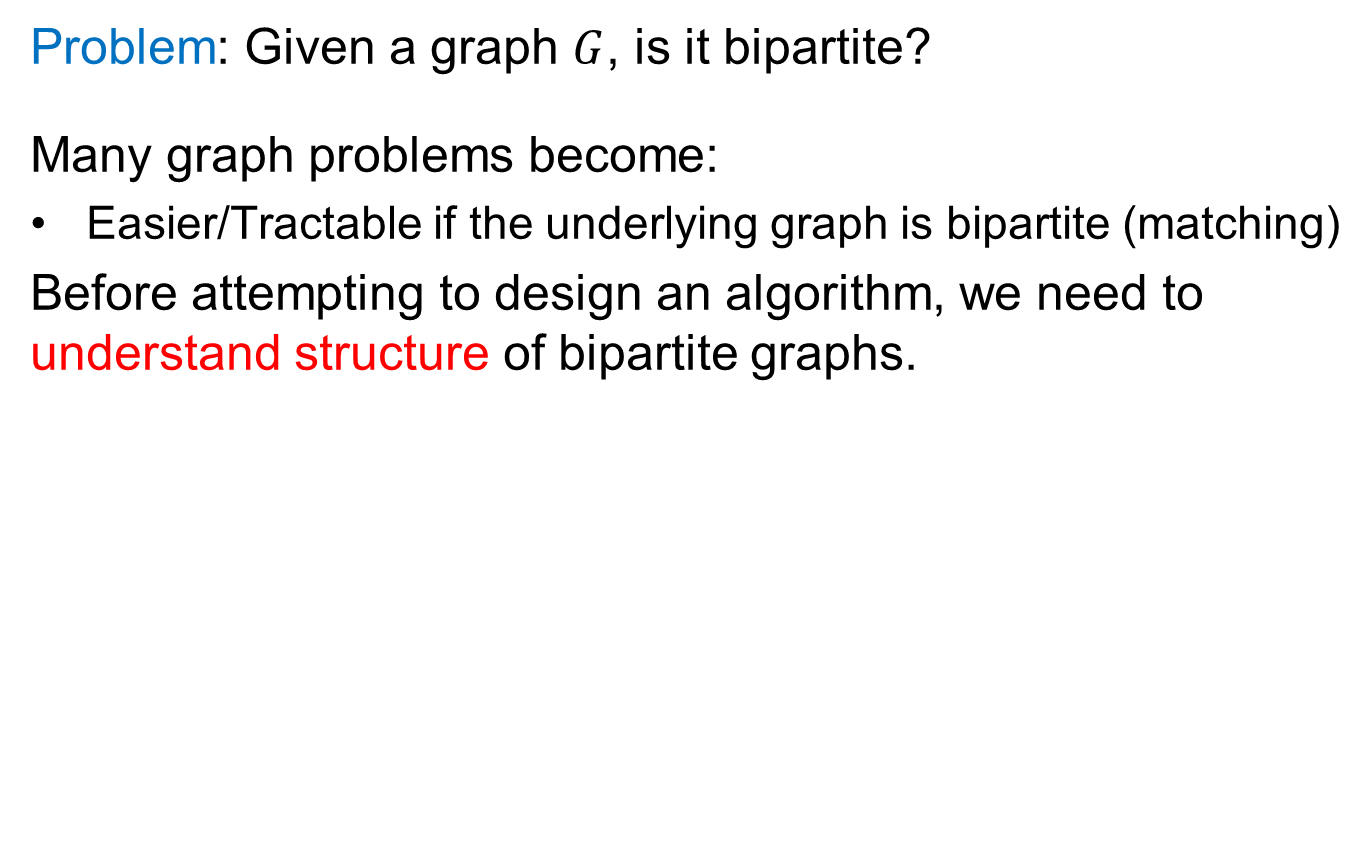 Problem: Given a graph 𝐺, is it bipartite?
Many graph problems become:
• Easier/Tractable if the underlying graph is bipartite (matching)
Before attempting to design an algorithm, we need to
understand structure of bipartite graphs.